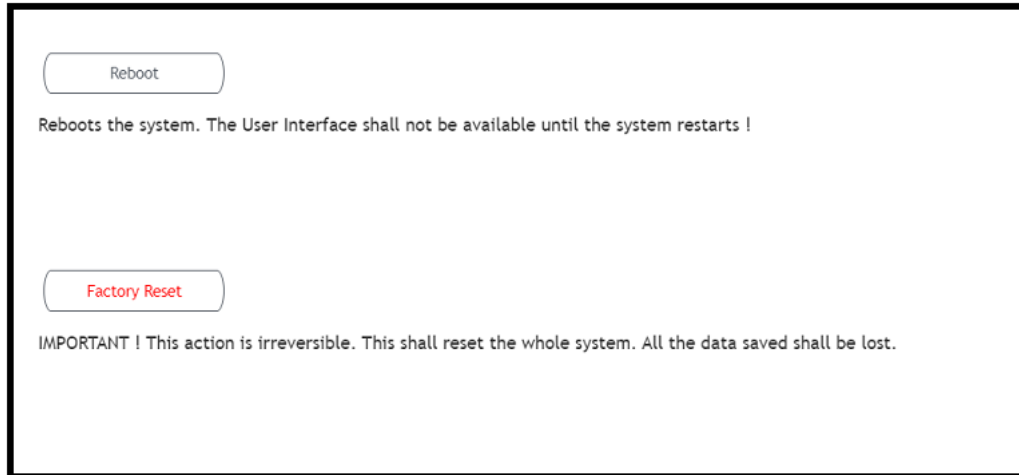 Reboot
Reboots the system. The User Interface shall not be available until the system restarts !
Factory Reset
IMPORTANT ! This action is irreversible. This shall reset the whole system. All the data saved shall be lost.